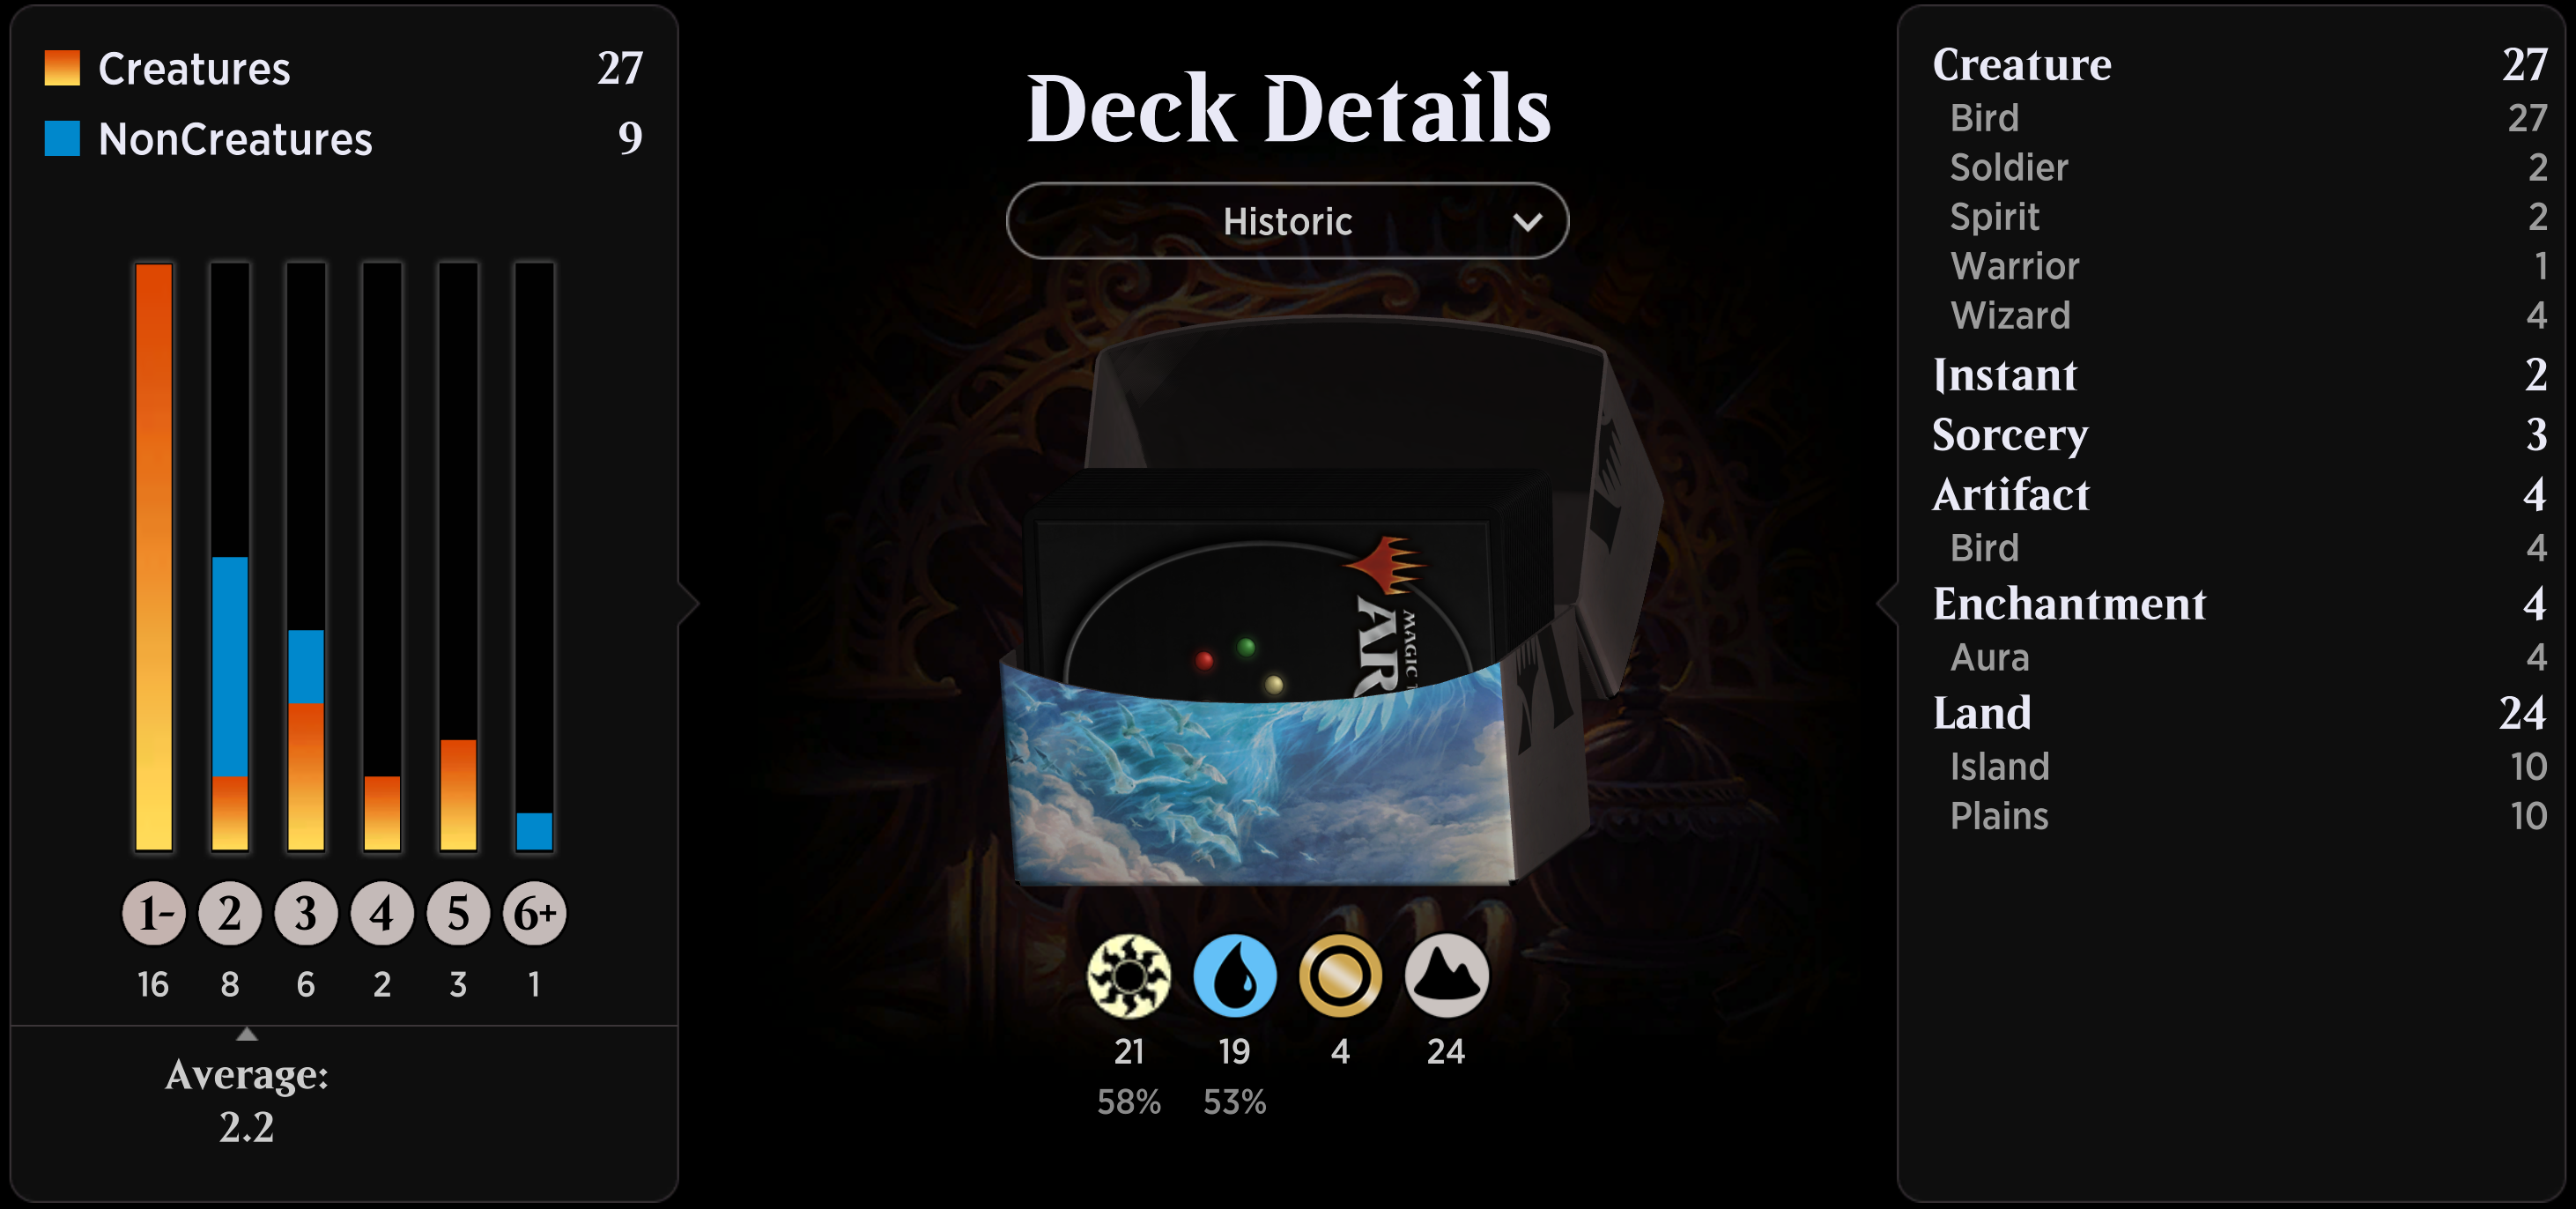 Creatures 27
NonCreatures 9
1- 2 3 4 5 6+
16 8 6 2 3 1
Average:
2.2
Deck Details
Historic
MAGIC T
AR
21 19 4 24
58% 53%
Creature 27
Bird 27
Soldier 2
Spirit 2
Warrior 1
Wizard 4
Instant 2
Sorcery 3
Artifact 4
Bird 4
Enchantment 4
Aura 4
Land 24
Island 10
Plains 10